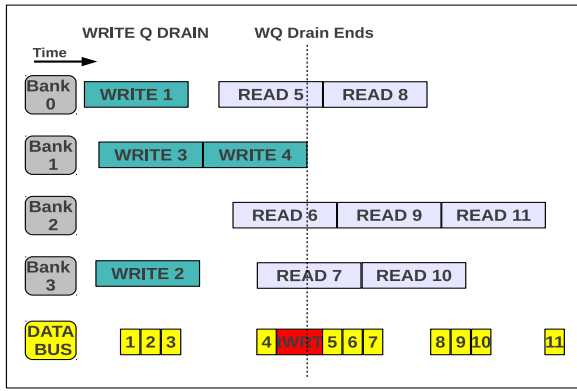 WRITE Q DRAIN
WQ Drain Ends
Time
Bank
0
WRITE 1
READ 5
READ 8
Bank
1
WRITE 3
WRITE 4
Bank
2
READ 6
READ 9
READ 11
Bank
3
WRITE 2
READ 7
READ 10
DATA
BUS
1
2
3
4
tWRT
5
6
7
8
9
10
11